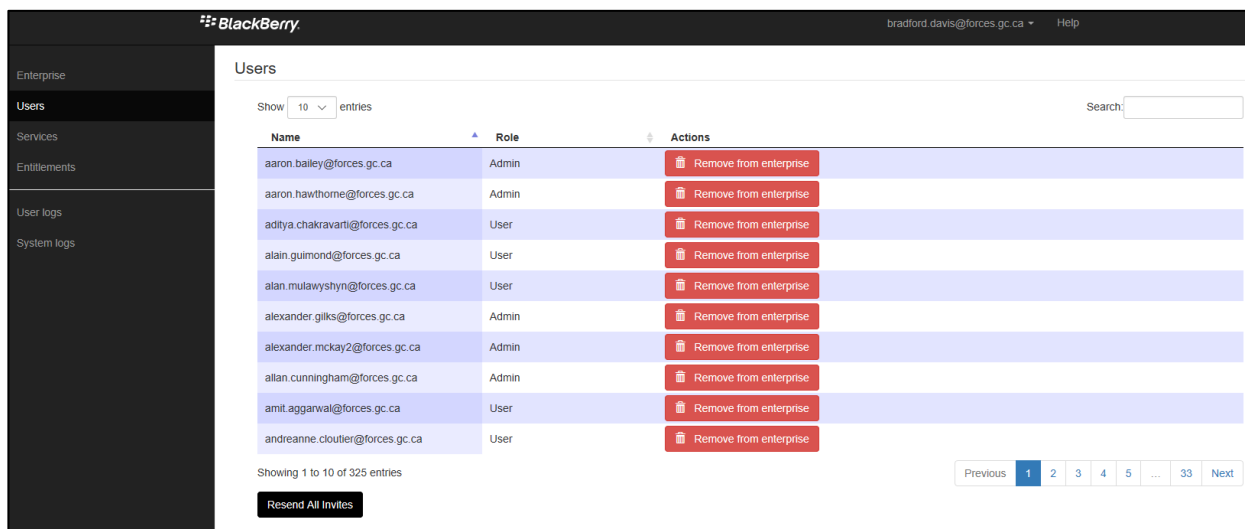 BlackBerry.
bradford.davis@forces.gc.ca Help
Enterprise
Users
Services
Entitlements
User logs
System logs
Users
Show 10 entries
Search:
Name Role Actions
aaron.bailey@forces.gc.ca Admin Remove from enterprise
aaron.hawthorne@forces.gc.ca Admin Remove from enterprise
aditya.chakravarti@forces.gc.ca User Remove from enterprise
alain.guimond@forces.gc.ca User Remove from enterprise
alan.mulawyshyn@forces.gc.ca User Remove from enterprise
alexander.gilks@forces.gc.ca Admin Remove from enterprise
alexander.mckay2@forces.gc.ca Admin Remove from enterprise
allan.cunningham@forces.gc.ca Admin Remove from enterprise
amit.aggarwal@forces.gc.ca User Remove from enterprise
andreanne.cloutier@forces.gc.ca User Remove from enterprise
Showing 1 to 10 of 325 entries
Previous 1 2 3 4 5 ... 33 Next
Resend All Invites